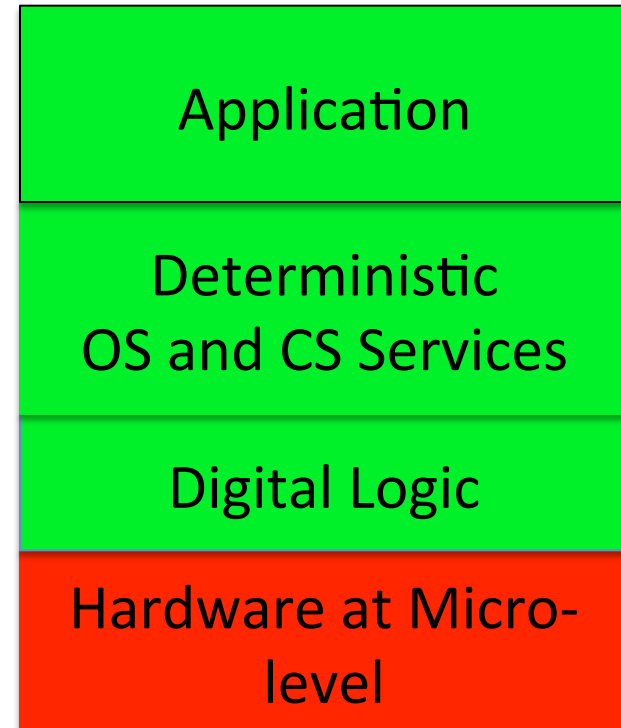 Application
Deterministic
OS and CS Services
Digital Logic
Hardware at Micro-
level